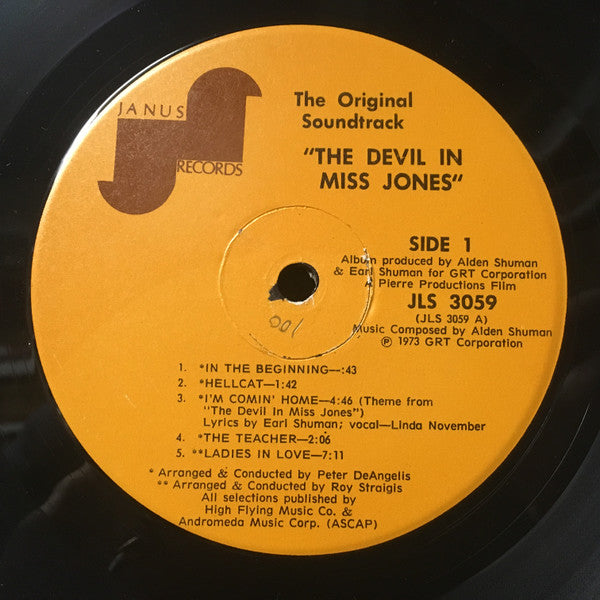 JANUS
RECORDS
The Original
Soundtrack
"THE DEVIL IN
MISS JONES"
SIDE 1
Album produced by Alden Shuman
& Earl Shuman for GRT Corporation
A Pierre Productions Film
JLS 3059
(JLS 3059 A)
Music Composed by Alden Shuman
℗ 1973 GRT Corporation
001
1. *IN THE BEGINNING—:43
2. *HELLCAT—1:42
3. *I'M COMIN' HOME—4:46 (Theme from
"The Devil In Miss Jones")
Lyrics by Earl Shuman; vocal—Linda November
4. *THE TEACHER—2:06
5. **LADIES IN LOVE—7:11
* Arranged & Conducted by Peter DeAngelis
** Arranged & Conducted by Roy Straigis
All selections published by
High Flying Music Co. &
Andromeda Music Corp. (ASCAP)